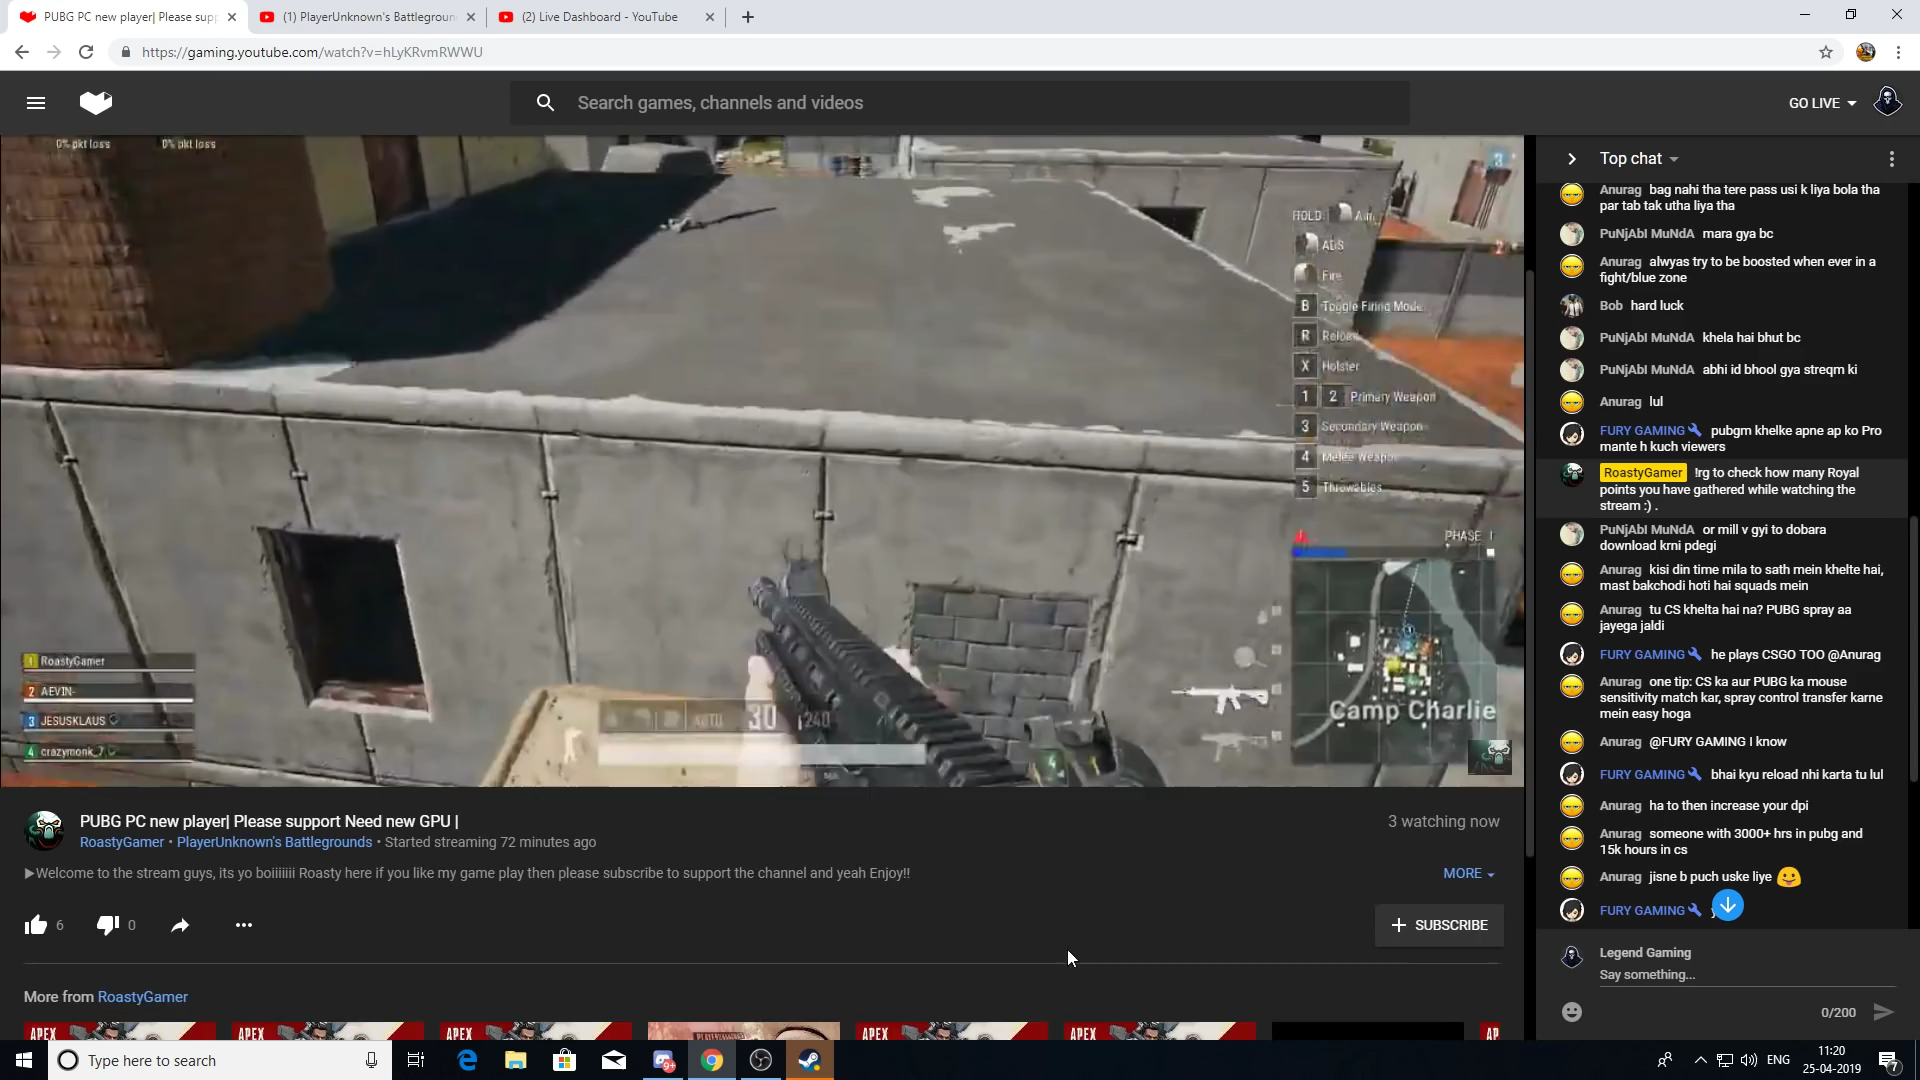 PUBG PC new player| Please supp
(1) PlayerUnknown's Battlegroun
(2) Live Dashboard - YouTube
https://gaming.youtube.com/watch?v=hLyKRvmRWWU
Search games, channels and videos
GO LIVE
0% pkt loss 0% pkt loss
3
HOLD: Aim
ADS
Fire
B Toggle Firing Mode
R Reload
X Holster
1 2 Primary Weapon
3 Secondary Weapon
4 Melee Weapon
5 Throwables
PHASE 1
Camp Charlie
1 RoastyGamer
2 AEVIN-
3 JESUSKLAUS
4 crazymonk_7
AUTO 30 240
PUBG PC new player| Please support Need new GPU |
3 watching now
RoastyGamer • PlayerUnknown's Battlegrounds • Started streaming 72 minutes ago
▶Welcome to the stream guys, its yo boiiiiiii Roasty here if you like my game play then please subscribe to support the channel and yeah Enjoy!!
MORE
6 0
SUBSCRIBE
More from RoastyGamer
APEX APEX APEX APEX APEX AP
Top chat
Anurag bag nahi tha tere pass usi k liya bola tha
par tab tak utha liya tha
PuNjAbI MuNdA mara gya bc
Anurag alwyas try to be boosted when ever in a
fight/blue zone
Bob hard luck
PuNjAbI MuNdA khela hai bhut bc
PuNjAbI MuNdA abhi id bhool gya streqm ki
Anurag lul
FURY GAMING pubgm khelke apne ap ko Pro
mante h kuch viewers
RoastyGamer !rg to check how many Royal
points you have gathered while watching the
stream :) .
PuNjAbI MuNdA or mill v gyi to dobara
download krni pdegi
Anurag kisi din time mila to sath mein khelte hai,
mast bakchodi hoti hai squads mein
Anurag tu CS khelta hai na? PUBG spray aa
jayega jaldi
FURY GAMING he plays CSGO TOO @Anurag
Anurag one tip: CS ka aur PUBG ka mouse
sensitivity match kar, spray control transfer karne
mein easy hoga
Anurag @FURY GAMING I know
FURY GAMING bhai kyu reload nhi karta tu lul
Anurag ha to then increase your dpi
Anurag someone with 3000+ hrs in pubg and
15k hours in cs
Anurag jisne b puch uske liye
FURY GAMING
Legend Gaming
Say something...
0/200
Type here to search
9+
ENG
11:20
25-04-2019
7